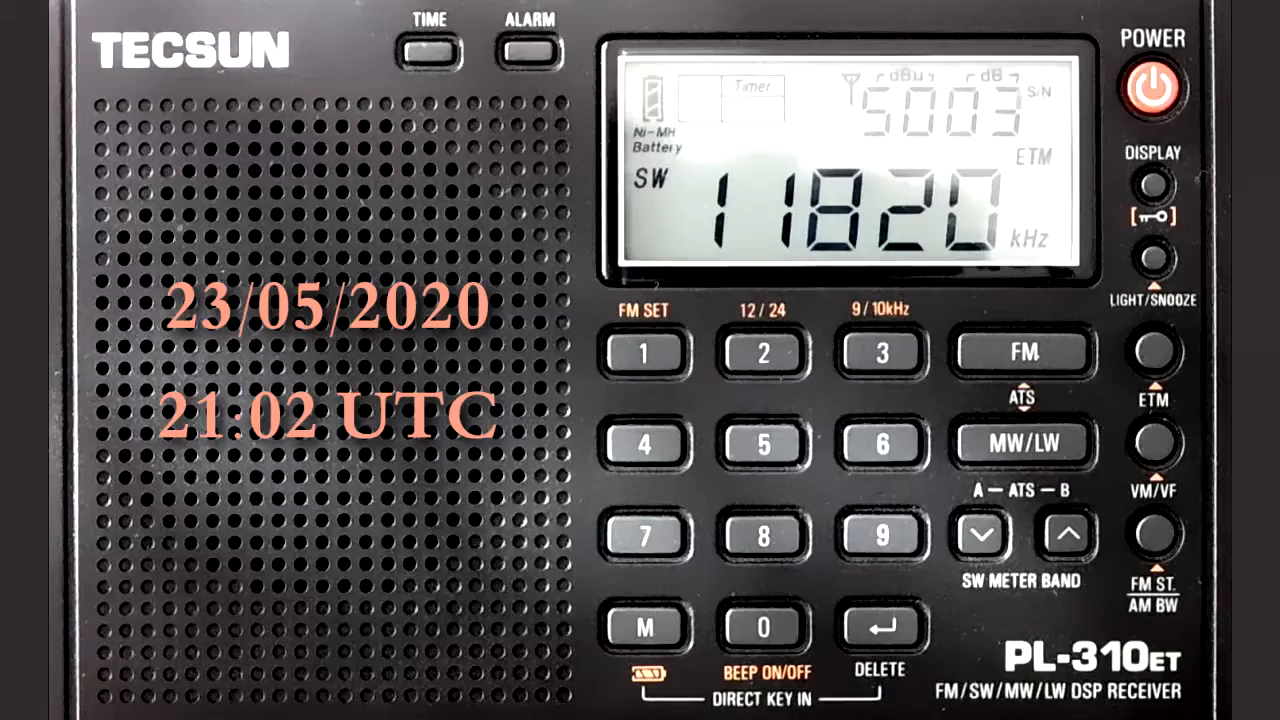 TIME ALARM
TECSUN
POWER
Timer dBμ dB
S003 S/N
Ni-MH
Battery
ETM
SW 11820 kHz
DISPLAY
LIGHT/SNOOZE
23/05/2020
21:02 UTC
FM SET 12/24 9/10kHz
1 2 3 FM
ATS ETM
4 5 6 MW/LW
A — ATS — B VM/VF
7 8 9
SW METER BAND FM ST.
AM BW
M 0
BEEP ON/OFF DELETE
DIRECT KEY IN
PL-310ET
FM/SW/MW/LW DSP RECEIVER